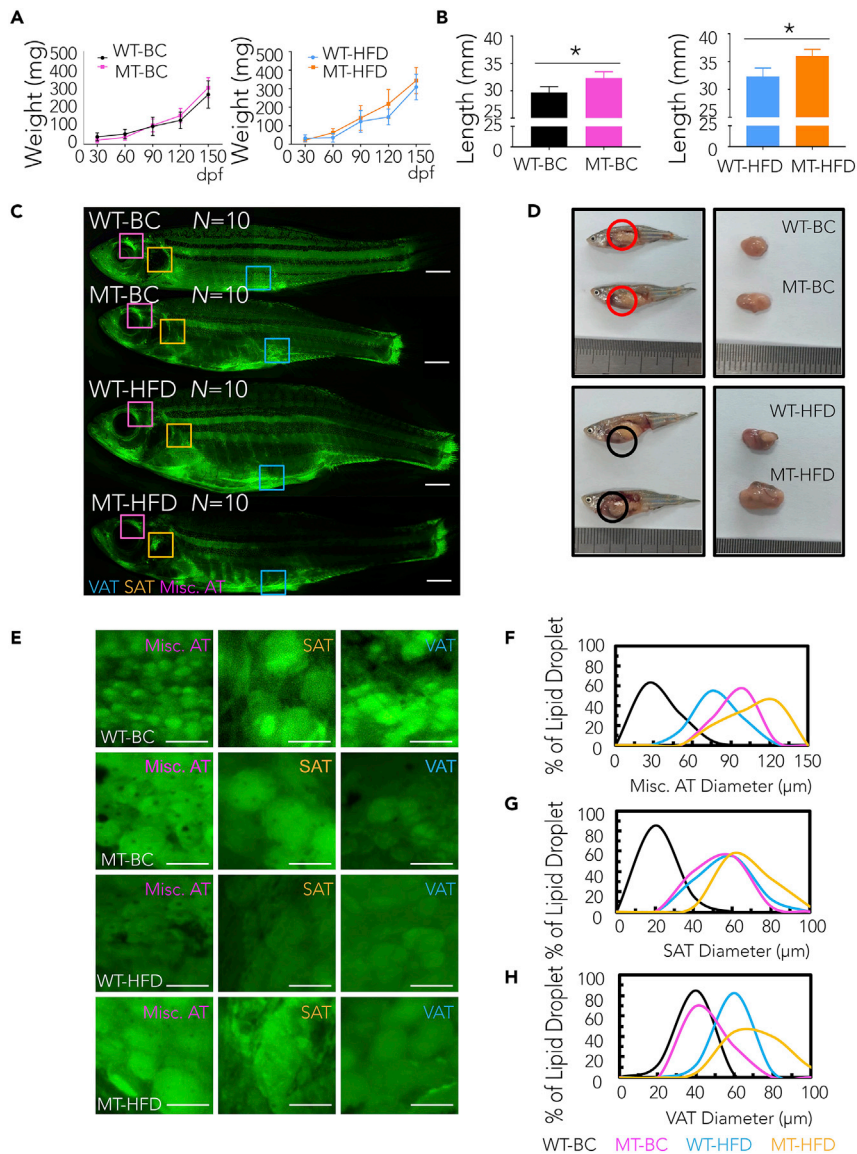 A
Weight (mg)
500
400
300
200
100
0
WT-BC
MT-BC
30 60 90 120 150
dpf
Weight (mg)
500
400
300
200
100
0
WT-HFD
MT-HFD
0 30 60 90 120 150
dpf
B
Length (mm)
40
35
30
25
25
0
*
WT-BC MT-BC
Length (mm)
40
35
30
25
25
0
*
WT-HFD MT-HFD
C
WT-BC N=10
MT-BC N=10
WT-HFD N=10
MT-HFD N=10
VAT SAT Misc. AT
D
WT-BC
MT-BC
WT-HFD
MT-HFD
E
Misc. AT SAT VAT
WT-BC
Misc. AT SAT VAT
MT-BC
Misc. AT SAT VAT
WT-HFD
Misc. AT SAT VAT
MT-HFD
F
% of Lipid Droplet
100
80
60
40
20
0
0 30 60 90 120 150
Misc. AT Diameter (µm)
G
% of Lipid Droplet
100
80
60
40
20
0
0 20 40 60 80 100
SAT Diameter (µm)
H
% of Lipid Droplet
100
80
60
40
20
0
0 20 40 60 80 100
VAT Diameter (µm)
WT-BC MT-BC WT-HFD MT-HFD